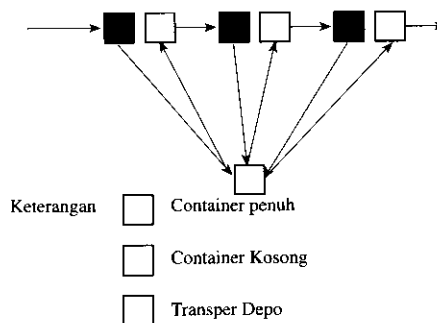 Keterangan
Container penuh
Container Kosong
Transper Depo